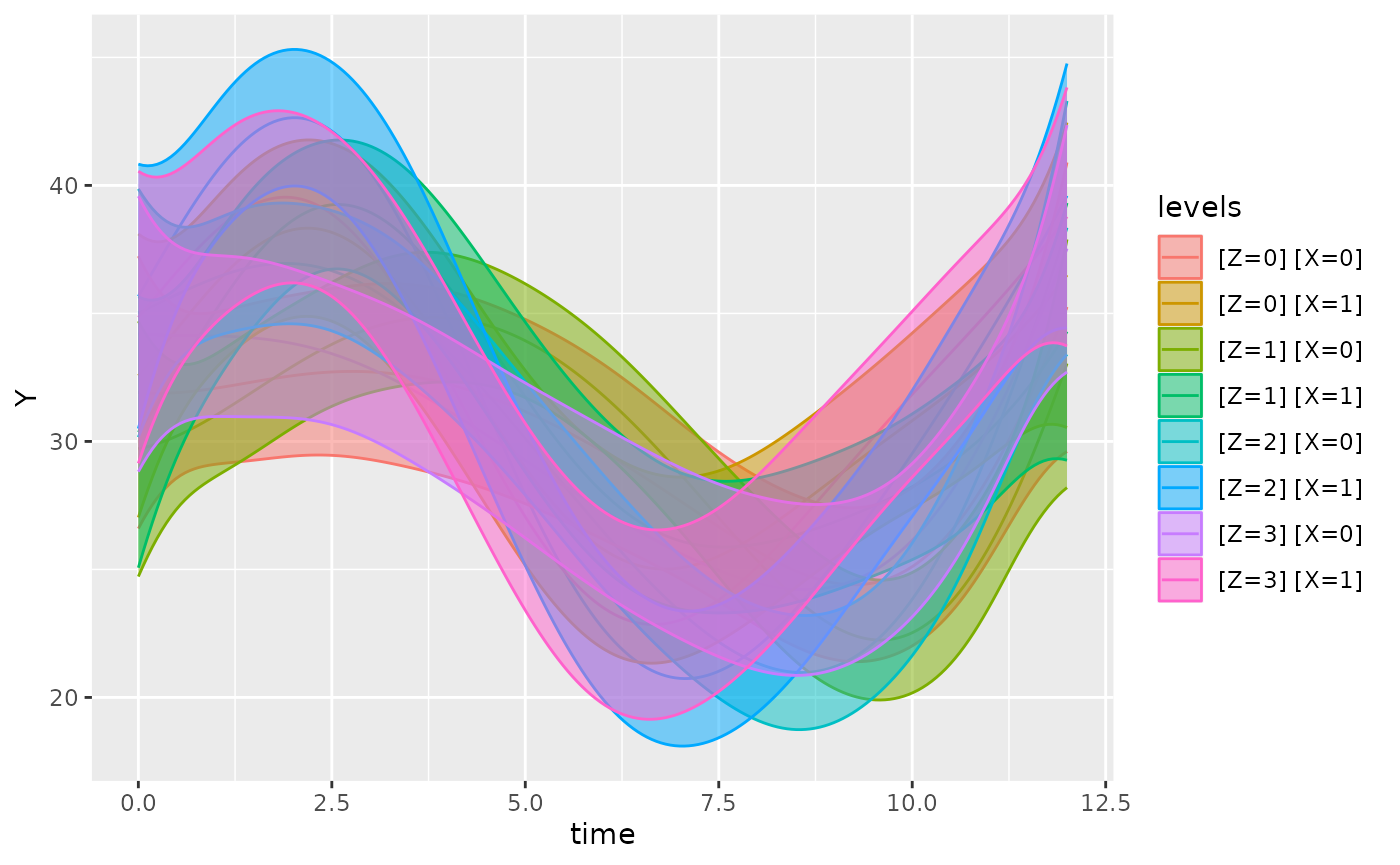 40
30
20
Y
0.0 2.5 5.0 7.5 10.0 12.5
time
levels
[Z=0] [X=0]
[Z=0] [X=1]
[Z=1] [X=0]
[Z=1] [X=1]
[Z=2] [X=0]
[Z=2] [X=1]
[Z=3] [X=0]
[Z=3] [X=1]